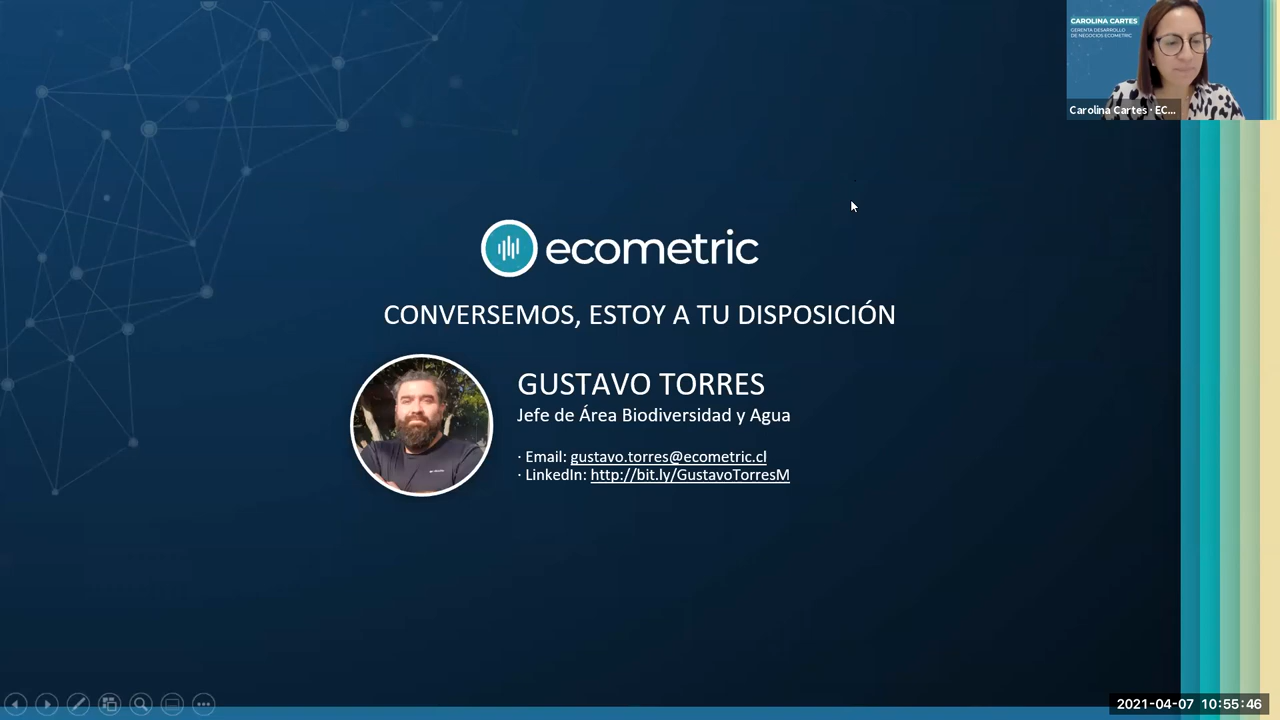 CAROLINA CARTES
GERENTA DESARROLLO
DE NEGOCIOS ECOMETRIC
Carolina Cartes · EC...
ecometric
CONVERSEMOS, ESTOY A TU DISPOSICIÓN
GUSTAVO TORRES
Jefe de Área Biodiversidad y Agua
· Email: gustavo.torres@ecometric.cl
· LinkedIn: http://bit.ly/GustavoTorresM
2021-04-07 10:55:46